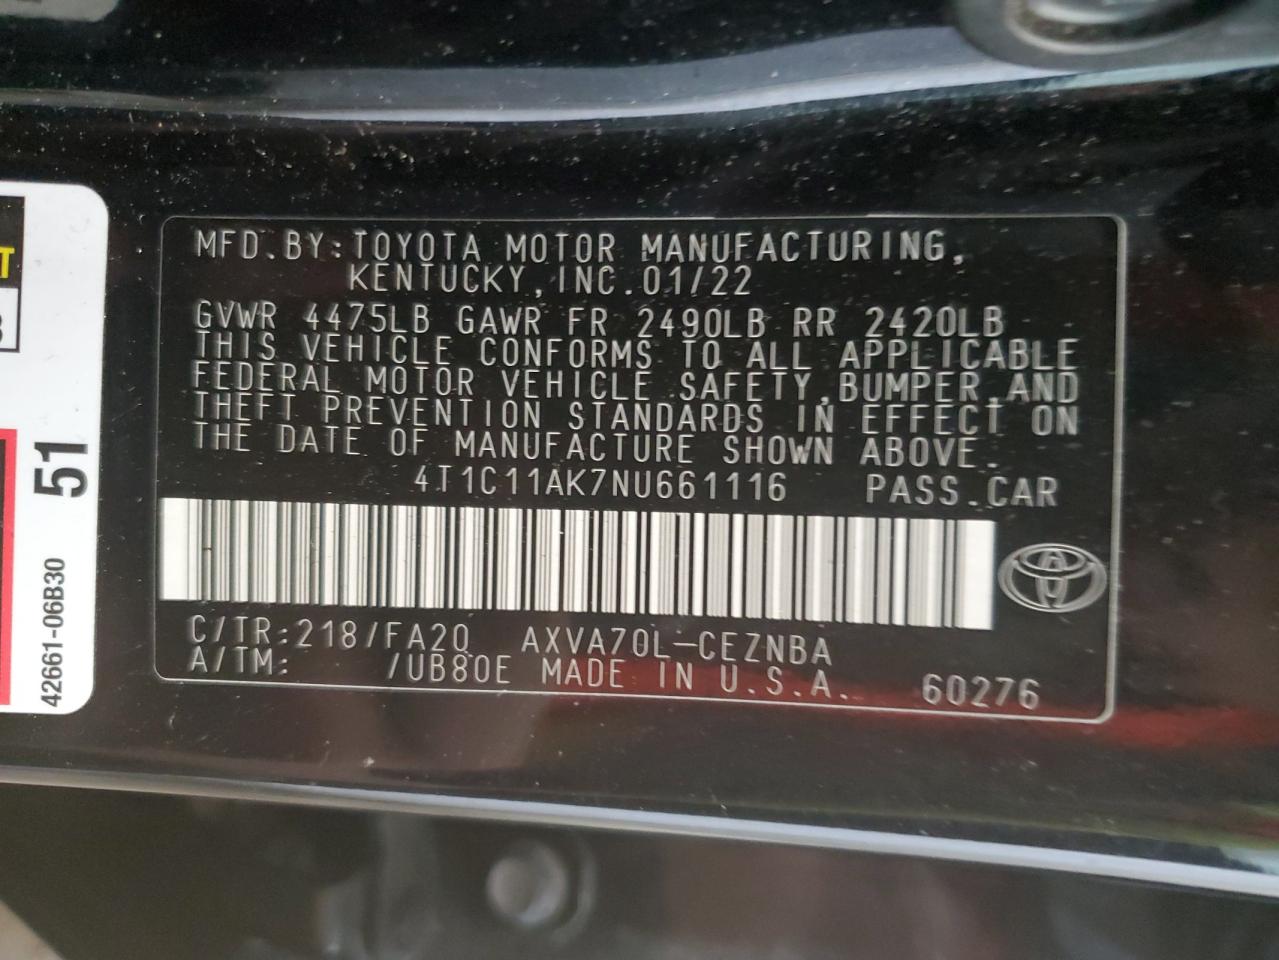 MFD.BY:TOYOTA MOTOR MANUFACTURING,
KENTUCKY,INC.01/22
GVWR 4475LB GAWR FR 2490LB RR 2420LB
THIS VEHICLE CONFORMS TO ALL APPLICABLE
FEDERAL MOTOR VEHICLE SAFETY,BUMPER,AND
THEFT PREVENTION STANDARDS IN EFFECT ON
THE DATE OF MANUFACTURE SHOWN ABOVE.
4T1C11AK7NU661116 PASS.CAR
C/TR:218/FA20 AXVA70L-CEZNBA
A/TM: /UB80E MADE IN U.S.A. 60276
51
42661-06B30